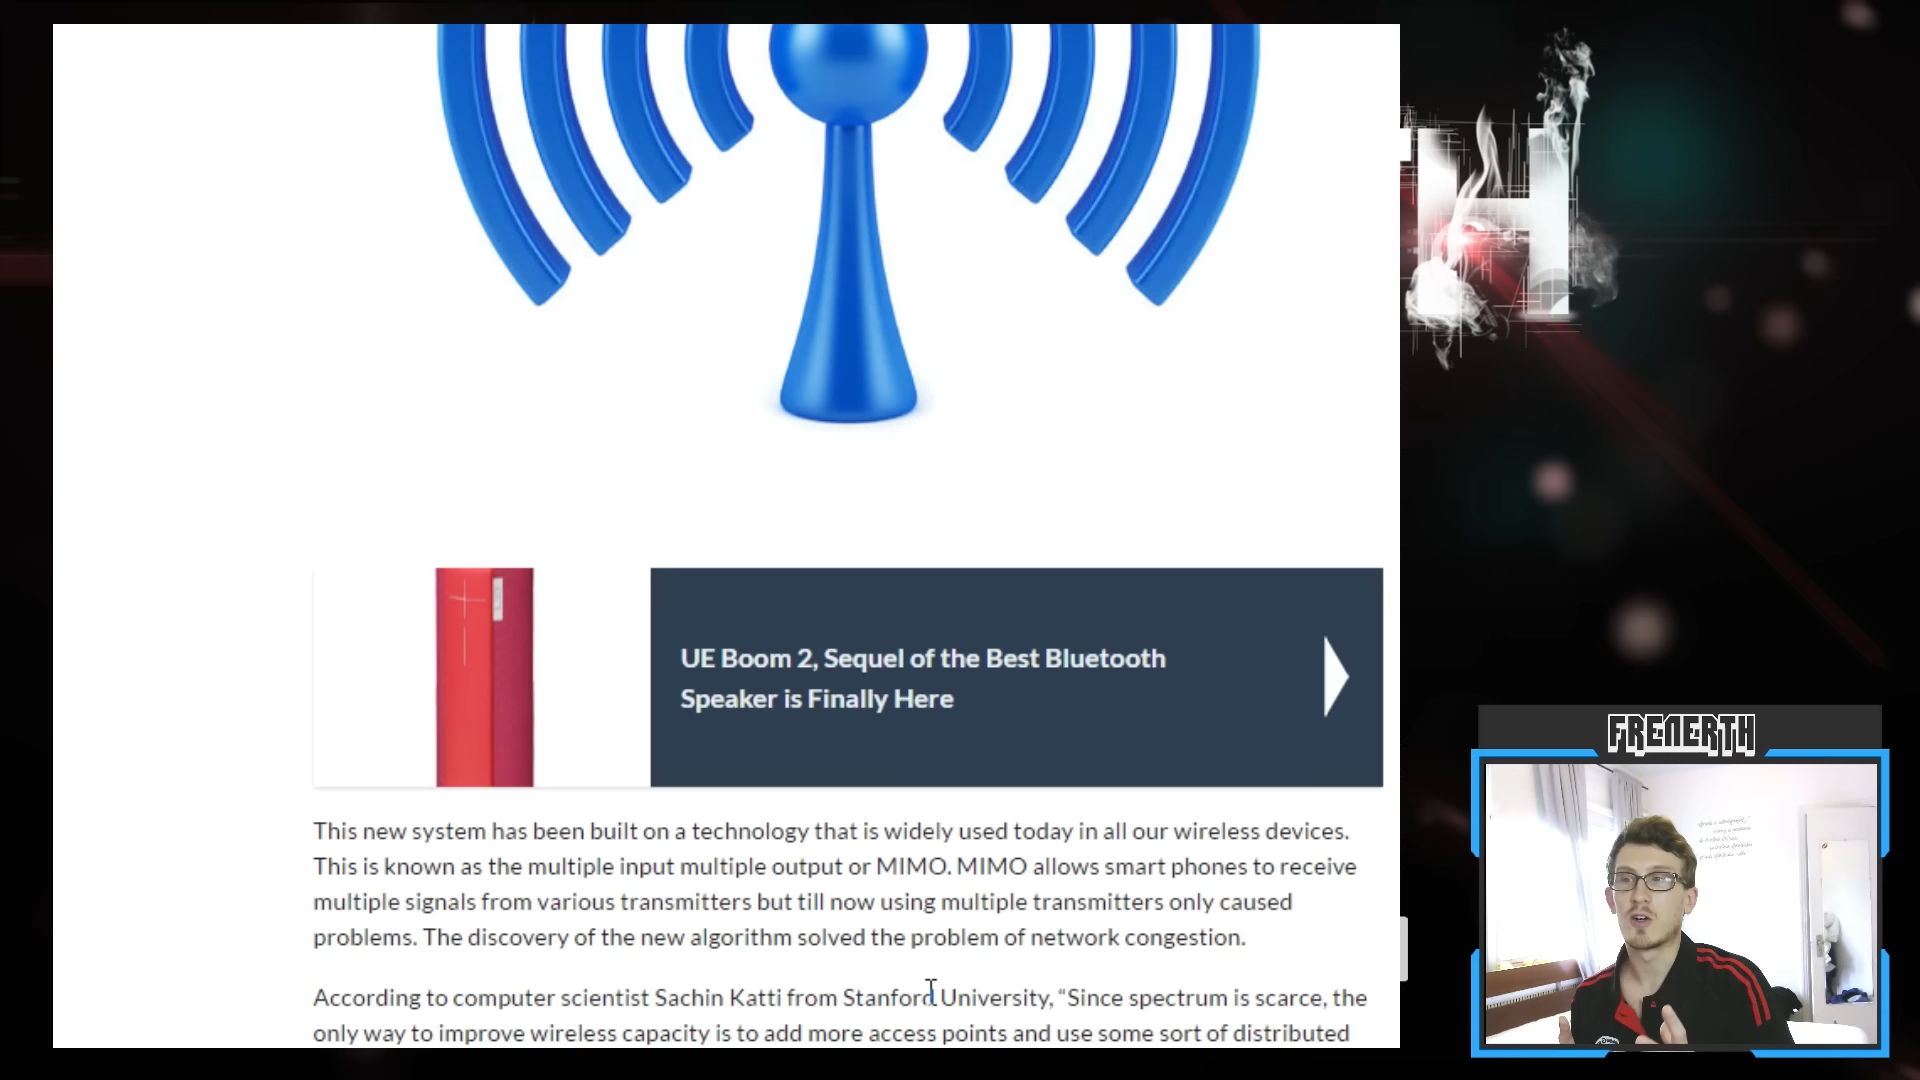 H
UE Boom 2, Sequel of the Best Bluetooth
Speaker is Finally Here
FRENERTH
This new system has been built on a technology that is widely used today in all our wireless devices.
This is known as the multiple input multiple output or MIMO. MIMO allows smart phones to receive
multiple signals from various transmitters but till now using multiple transmitters only caused
problems. The discovery of the new algorithm solved the problem of network congestion.
According to computer scientist Sachin Katti from Stanford University, “Since spectrum is scarce, the
only way to improve wireless capacity is to add more access points and use some sort of distributed